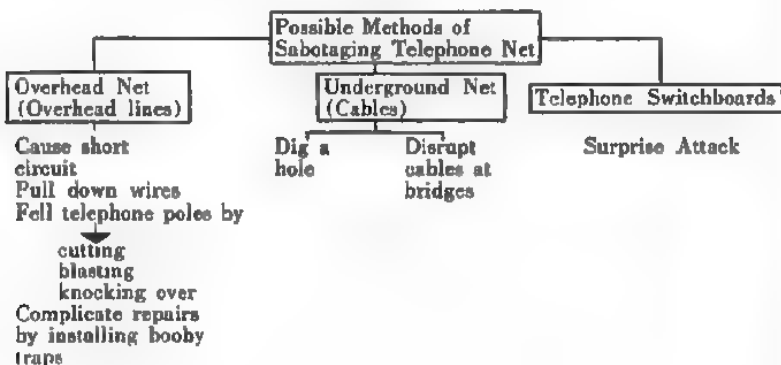 Possible Methods of
Sabotaging Telephone Net
Overhead Net
(Overhead lines)
Cause short
circuit
Pull down wires
Fell telephone poles by
cutting
blasting
knocking over
Complicate repairs
by installing booby
traps
Underground Net
(Cables)
Dig a
hole
Disrupt
cables at
bridges
Telephone Switchboards
Surprise Attack